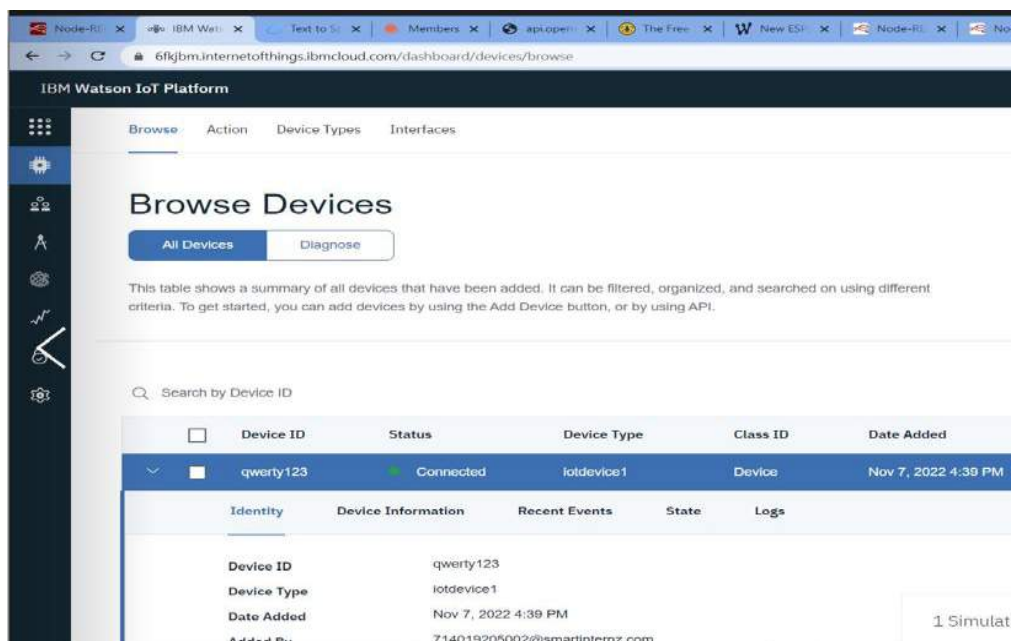 Node-RE IBM Wat Text to S Members api.open The Free New ESP Node-RE No
6fkjbm.internetofthings.ibmcloud.com/dashboard/devices/browse
IBM Watson IoT Platform
Browse Action Device Types Interfaces
Browse Devices
All Devices Diagnose
This table shows a summary of all devices that have been added. It can be filtered, organized, and searched on using different
criteria. To get started, you can add devices by using the Add Device button, or by using API.
Search by Device ID
Device ID Status Device Type Class ID Date Added
qwerty123 Connected iotdevice1 Device Nov 7, 2022 4:39 PM
Identity Device Information Recent Events State Logs
Device ID qwerty123
Device Type iotdevice1
Date Added Nov 7, 2022 4:39 PM
Added By 714019205002@smartinternz.com
1 Simulat